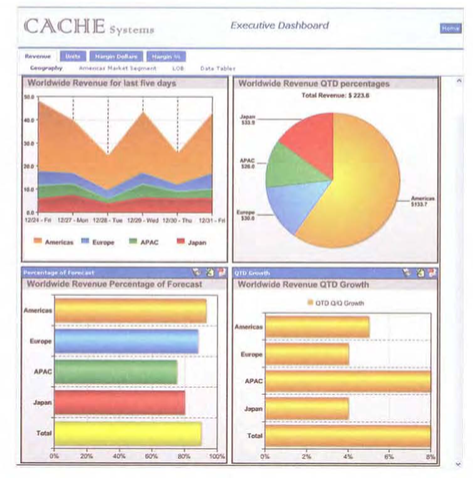 CACHE Systems
Executive Dashboard
Home
Revenue Units Margin Dollars Margin %
Geography Americas Market Segment LOB Data Tables
Worldwide Revenue for last five days
50.0
40.0
30.0
20.0
10.0
0.0
12/24 - Fri 12/27 - Mon 12/28 - Tue 12/29 - Wed 12/30 - Thu 12/31 - Fri
Americas Europe APAC Japan
Worldwide Revenue QTD percentages
Total Revenue: $ 223.6
Japan
APAC
Europe
Americas
$133.7
Percentage of Forecast
Worldwide Revenue Percentage of Forecast
Americas
Europe
APAC
Japan
Total
0% 20% 40% 60% 80% 100%
QTD Growth
Worldwide Revenue QTD Growth
QTD Q/Q Growth
Americas
Europe
APAC
Japan
Total
0% 2% 4% 6% 8%